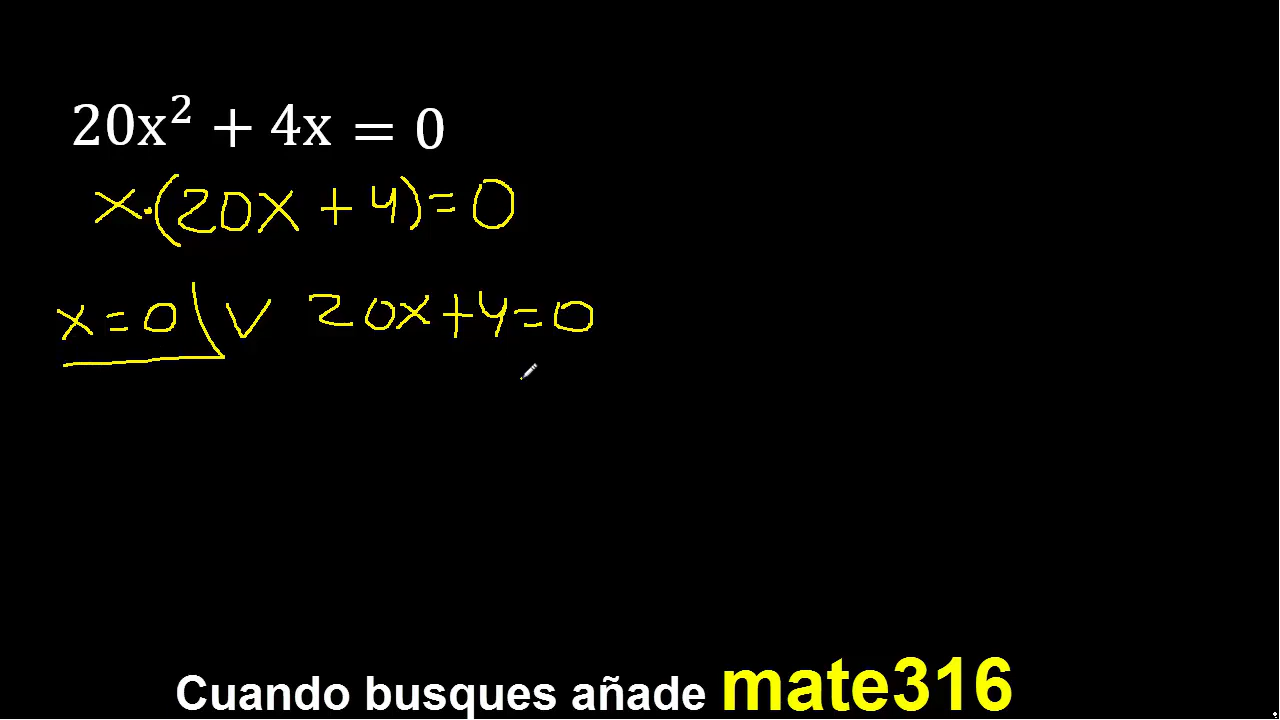 20x² + 4x = 0
x·(20x + 4) = 0
x = 0 ∨ 20x + 4 = 0
Cuando busques añade mate316